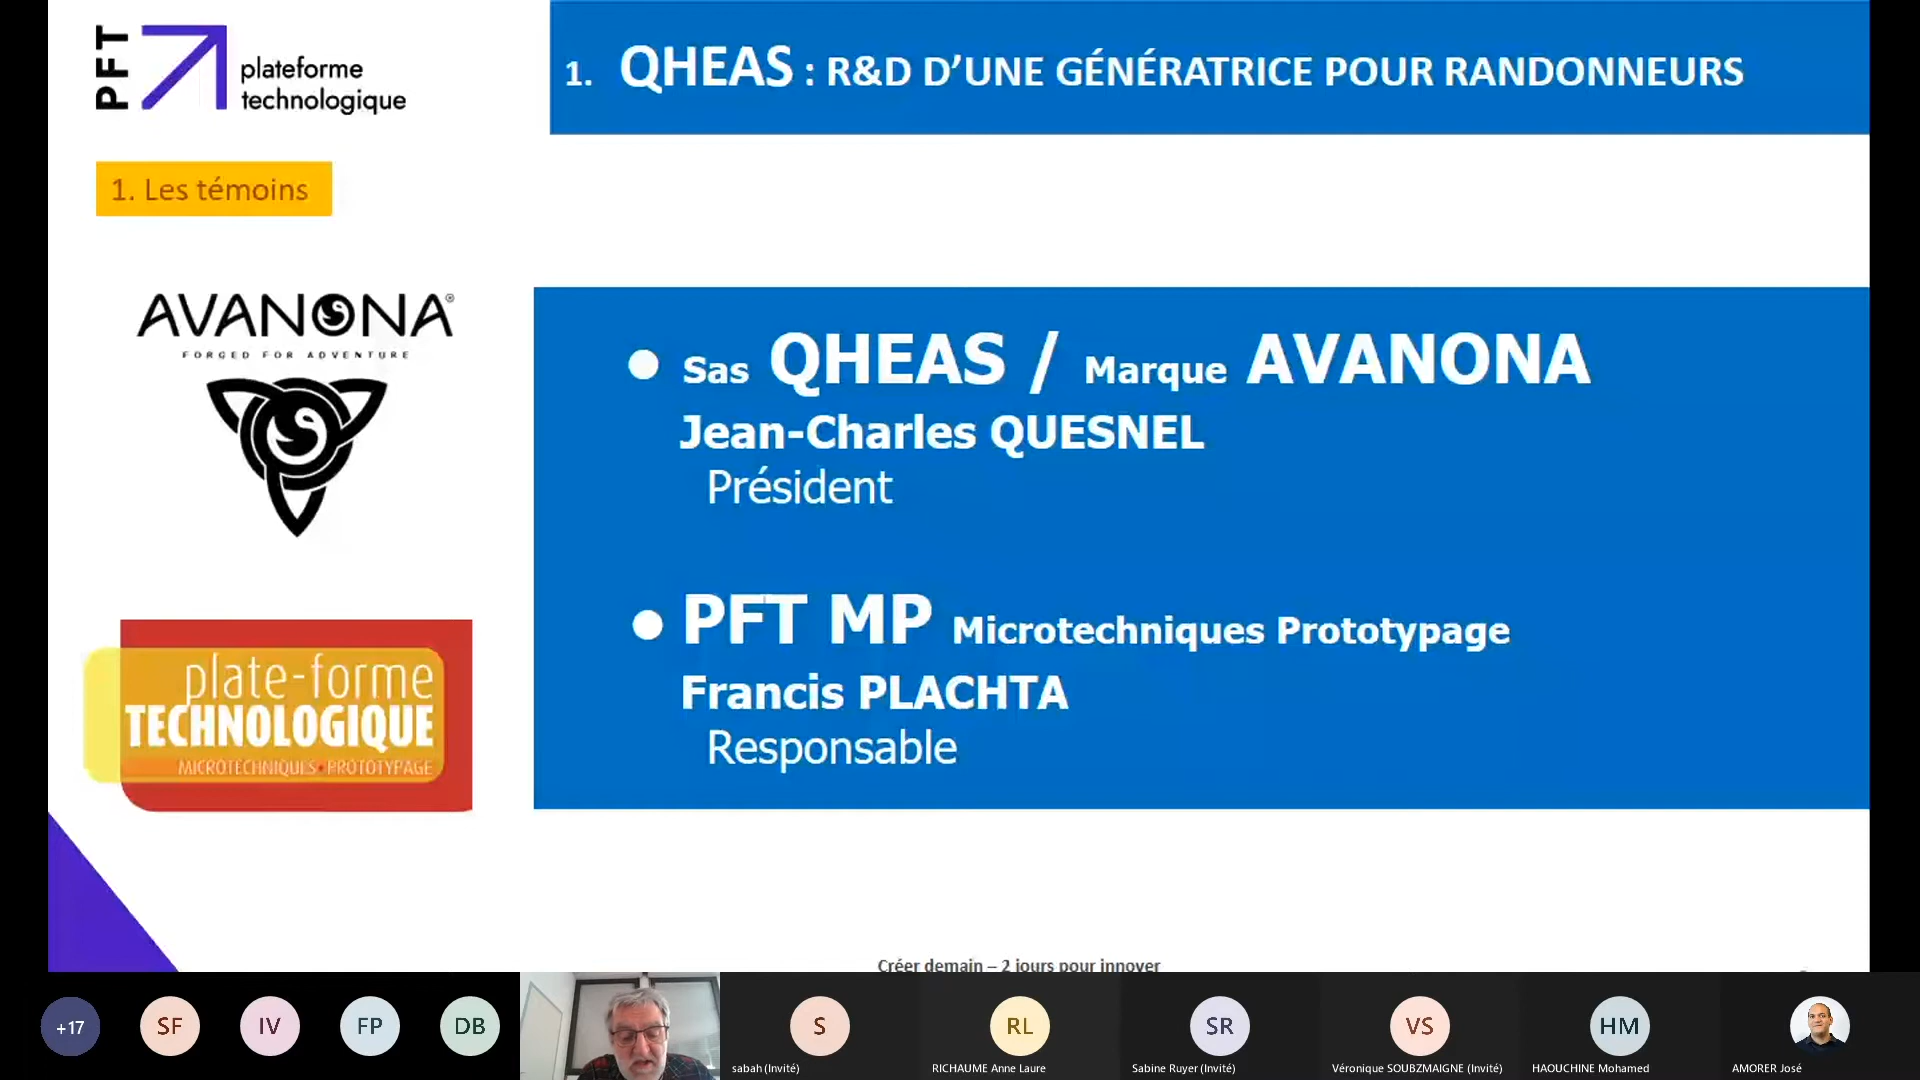 PFT
plateforme
technologique
1. QHEAS : R&D D’UNE GÉNÉRATRICE POUR RANDONNEURS
1. Les témoins
AVANONA®
FORGED FOR ADVENTURE
● Sas QHEAS / Marque AVANONA
Jean-Charles QUESNEL
Président
● PFT MP Microtechniques Prototypage
Francis PLACHTA
Responsable
plate-forme
TECHNOLOGIQUE
MICROTECHNIQUES • PROTOTYPAGE
Créer demain – 2 jours pour innover
+17
SF
IV
FP
DB
S
RL
SR
VS
HM
sabah (Invité)
RICHAUME Anne Laure
Sabine Ruyer (Invité)
Véronique SOUBZMAIGNE (Invité)
HAOUCHINE Mohamed
AMORER José